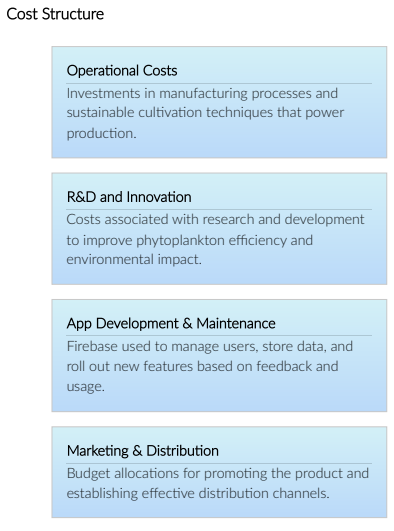 Cost Structure
Operational Costs
Investments in manufacturing processes and
sustainable cultivation techniques that power
production.
R&D and Innovation
Costs associated with research and development
to improve phytoplankton efficiency and
environmental impact.
App Development & Maintenance
Firebase used to manage users, store data, and
roll out new features based on feedback and
usage.
Marketing & Distribution
Budget allocations for promoting the product and
establishing effective distribution channels.